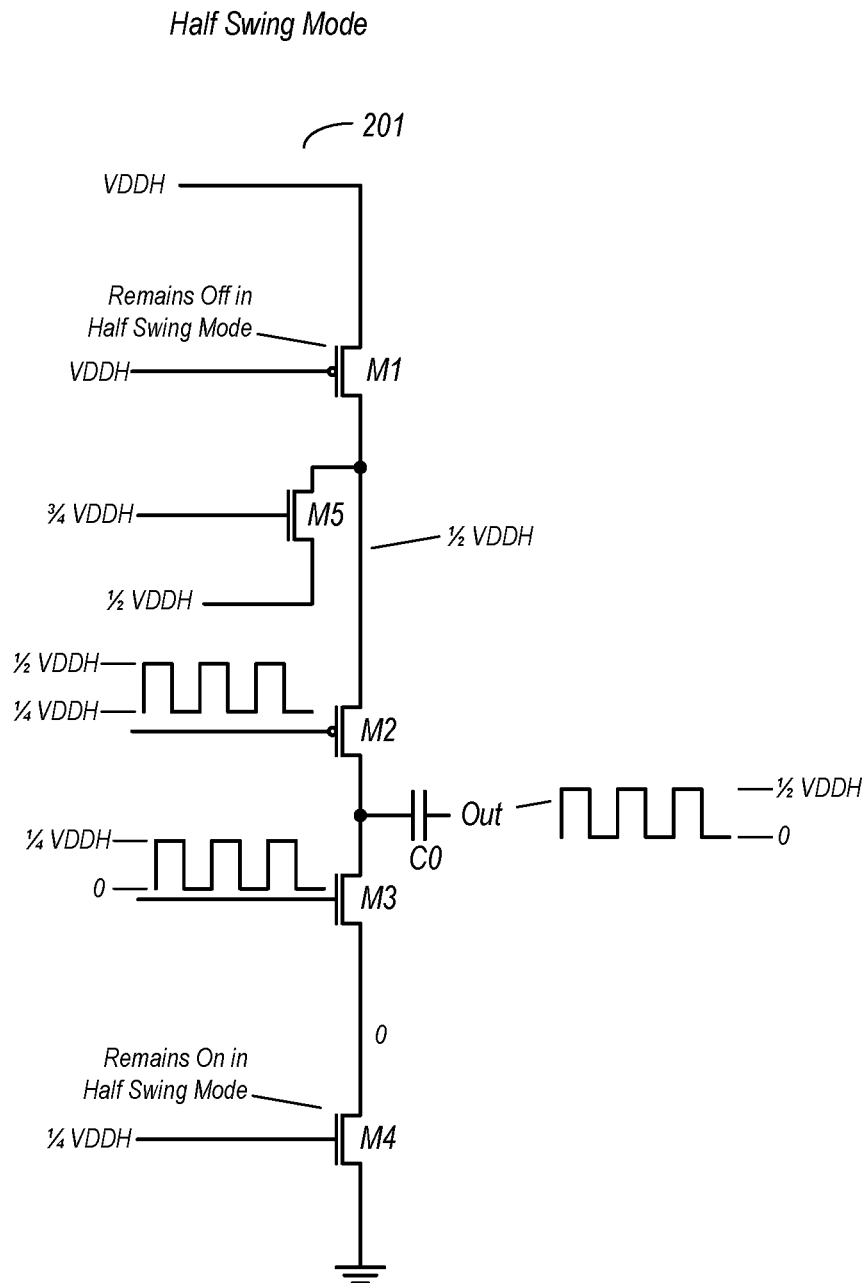 Half Swing Mode
201
VDDH
Remains Off in
Half Swing Mode
VDDH
M1
¾ VDDH
M5
½ VDDH
½ VDDH
½ VDDH
¼ VDDH
M2
Out
½ VDDH
0
C0
¼ VDDH
0
M3
0
Remains On in
Half Swing Mode
¼ VDDH
M4